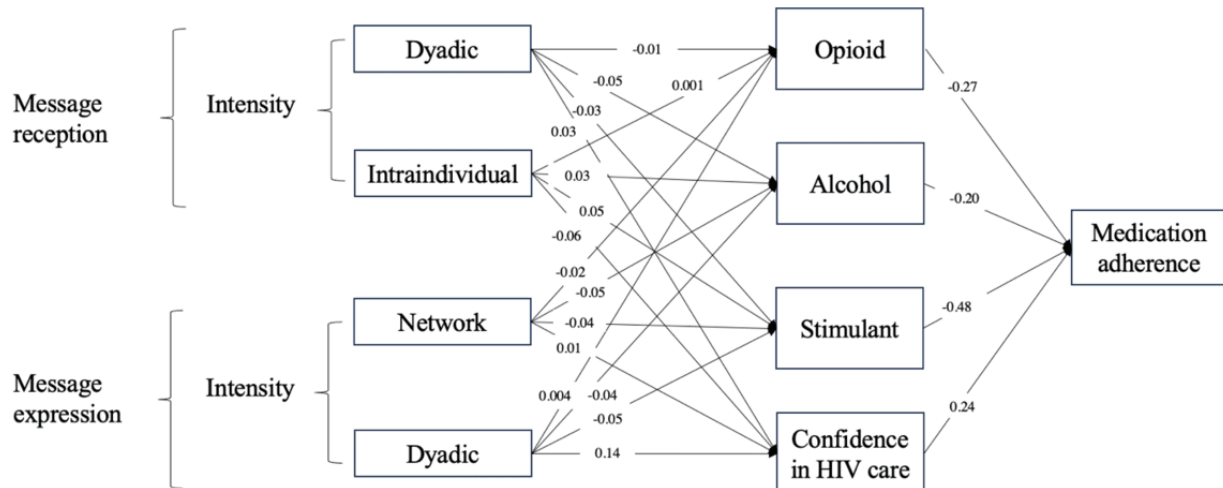 Message
reception
Intensity
Dyadic
Intraindividual
Message
expression
Intensity
Network
Dyadic
-0.01
-0.05
-0.03
0.03
0.001
0.03
0.05
-0.06
-0.02
-0.05
-0.04
0.01
0.004
-0.04
-0.05
0.14
Opioid
Alcohol
Stimulant
Confidence
in HIV care
-0.27
-0.20
-0.48
0.24
Medication
adherence